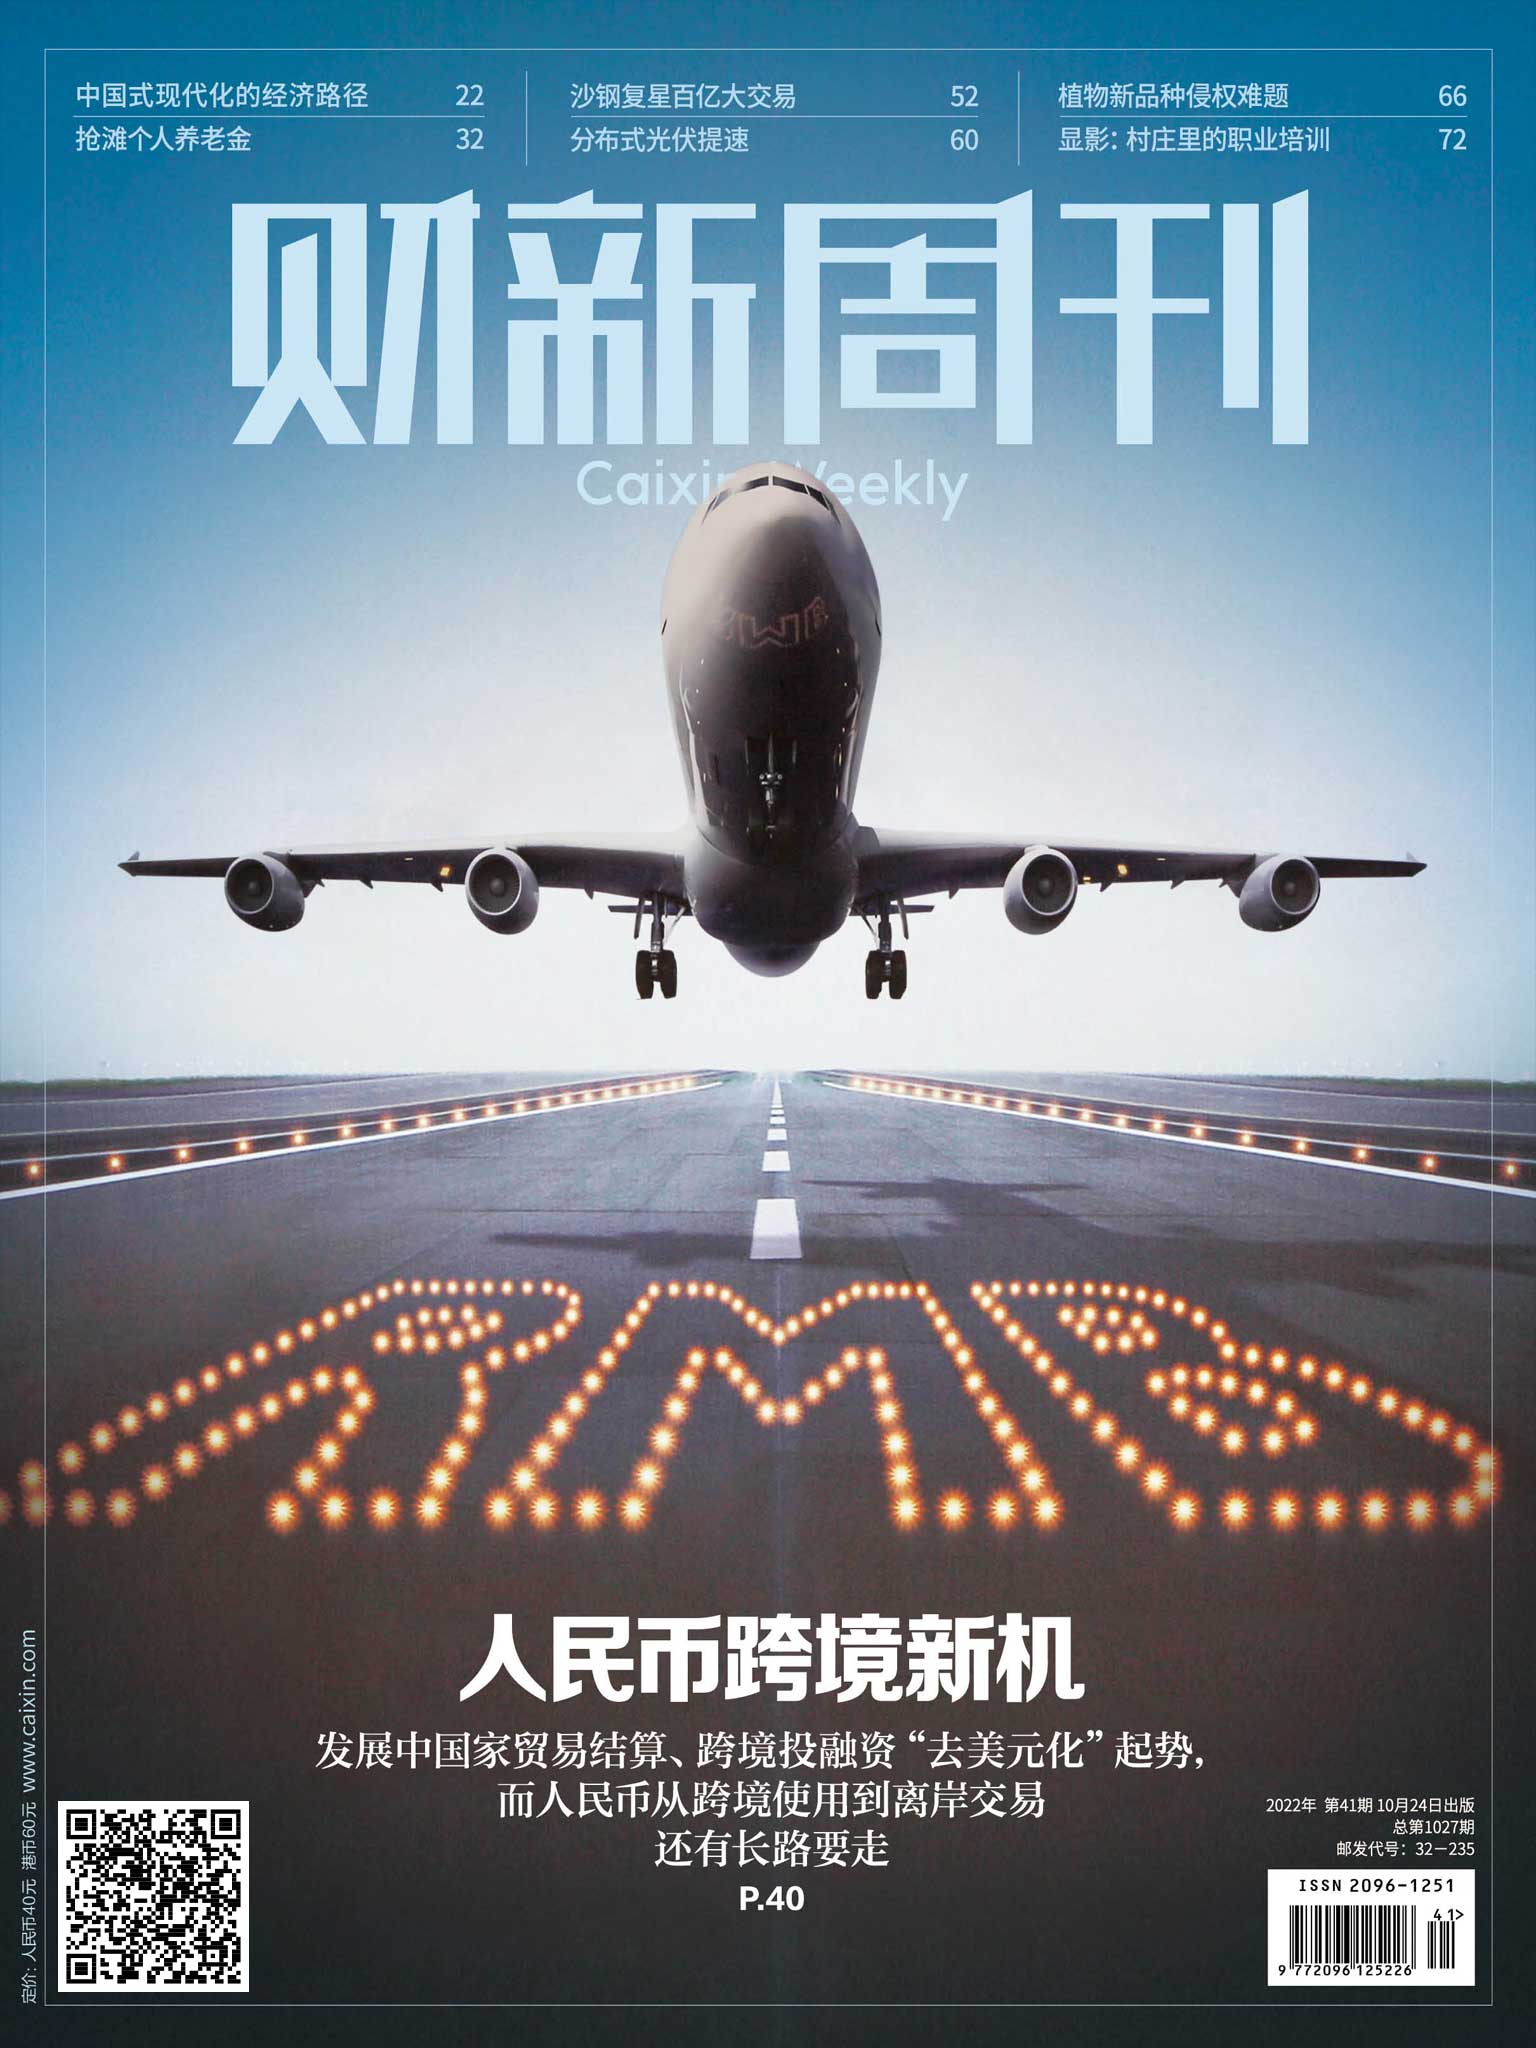 中国式现代化的经济路径 22
抢滩个人养老金 32
沙钢复星百亿大交易 52
分布式光伏提速 60
植物新品种侵权难题 66
显影：村庄里的职业培训 72
财新周刊
Caixin Weekly
RMB
人民币跨境新机
发展中国家贸易结算、跨境投融资“去美元化”起势，
而人民币从跨境使用到离岸交易
还有长路要走
P.40
定价：人民币40元 港币60元 www.caixin.com
2022年 第41期 10月24日出版
总第1027期
邮发代号：32－235
ISSN 2096-1251
41>
9 772096 125226